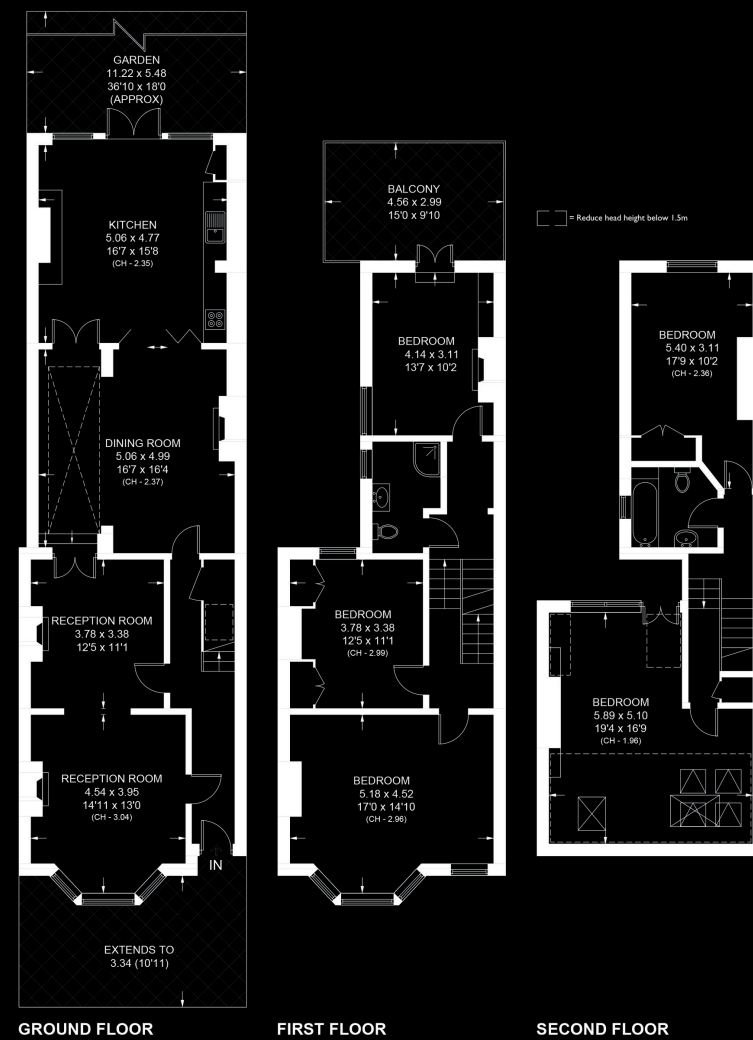 GARDEN
11.22 x 5.48
36'10 x 18'0
(APPROX)
KITCHEN
5.06 x 4.77
16'7 x 15'8
(CH - 2.35)
DINING ROOM
5.06 x 4.99
16'7 x 16'4
(CH - 2.37)
RECEPTION ROOM
3.78 x 3.38
12'5 x 11'1
RECEPTION ROOM
4.54 x 3.95
14'11 x 13'0
(CH - 3.04)
IN
EXTENDS TO
3.34 (10'11)
GROUND FLOOR
BALCONY
4.56 x 2.99
15'0 x 9'10
BEDROOM
4.14 x 3.11
13'7 x 10'2
BEDROOM
3.78 x 3.38
12'5 x 11'1
(CH - 2.99)
BEDROOM
5.18 x 4.52
17'0 x 14'10
(CH - 2.96)
FIRST FLOOR
= Reduce head height below 1.5m
BEDROOM
5.40 x 3.11
17'9 x 10'2
(CH - 2.36)
BEDROOM
5.89 x 5.10
19'4 x 16'9
(CH - 1.96)
SECOND FLOOR